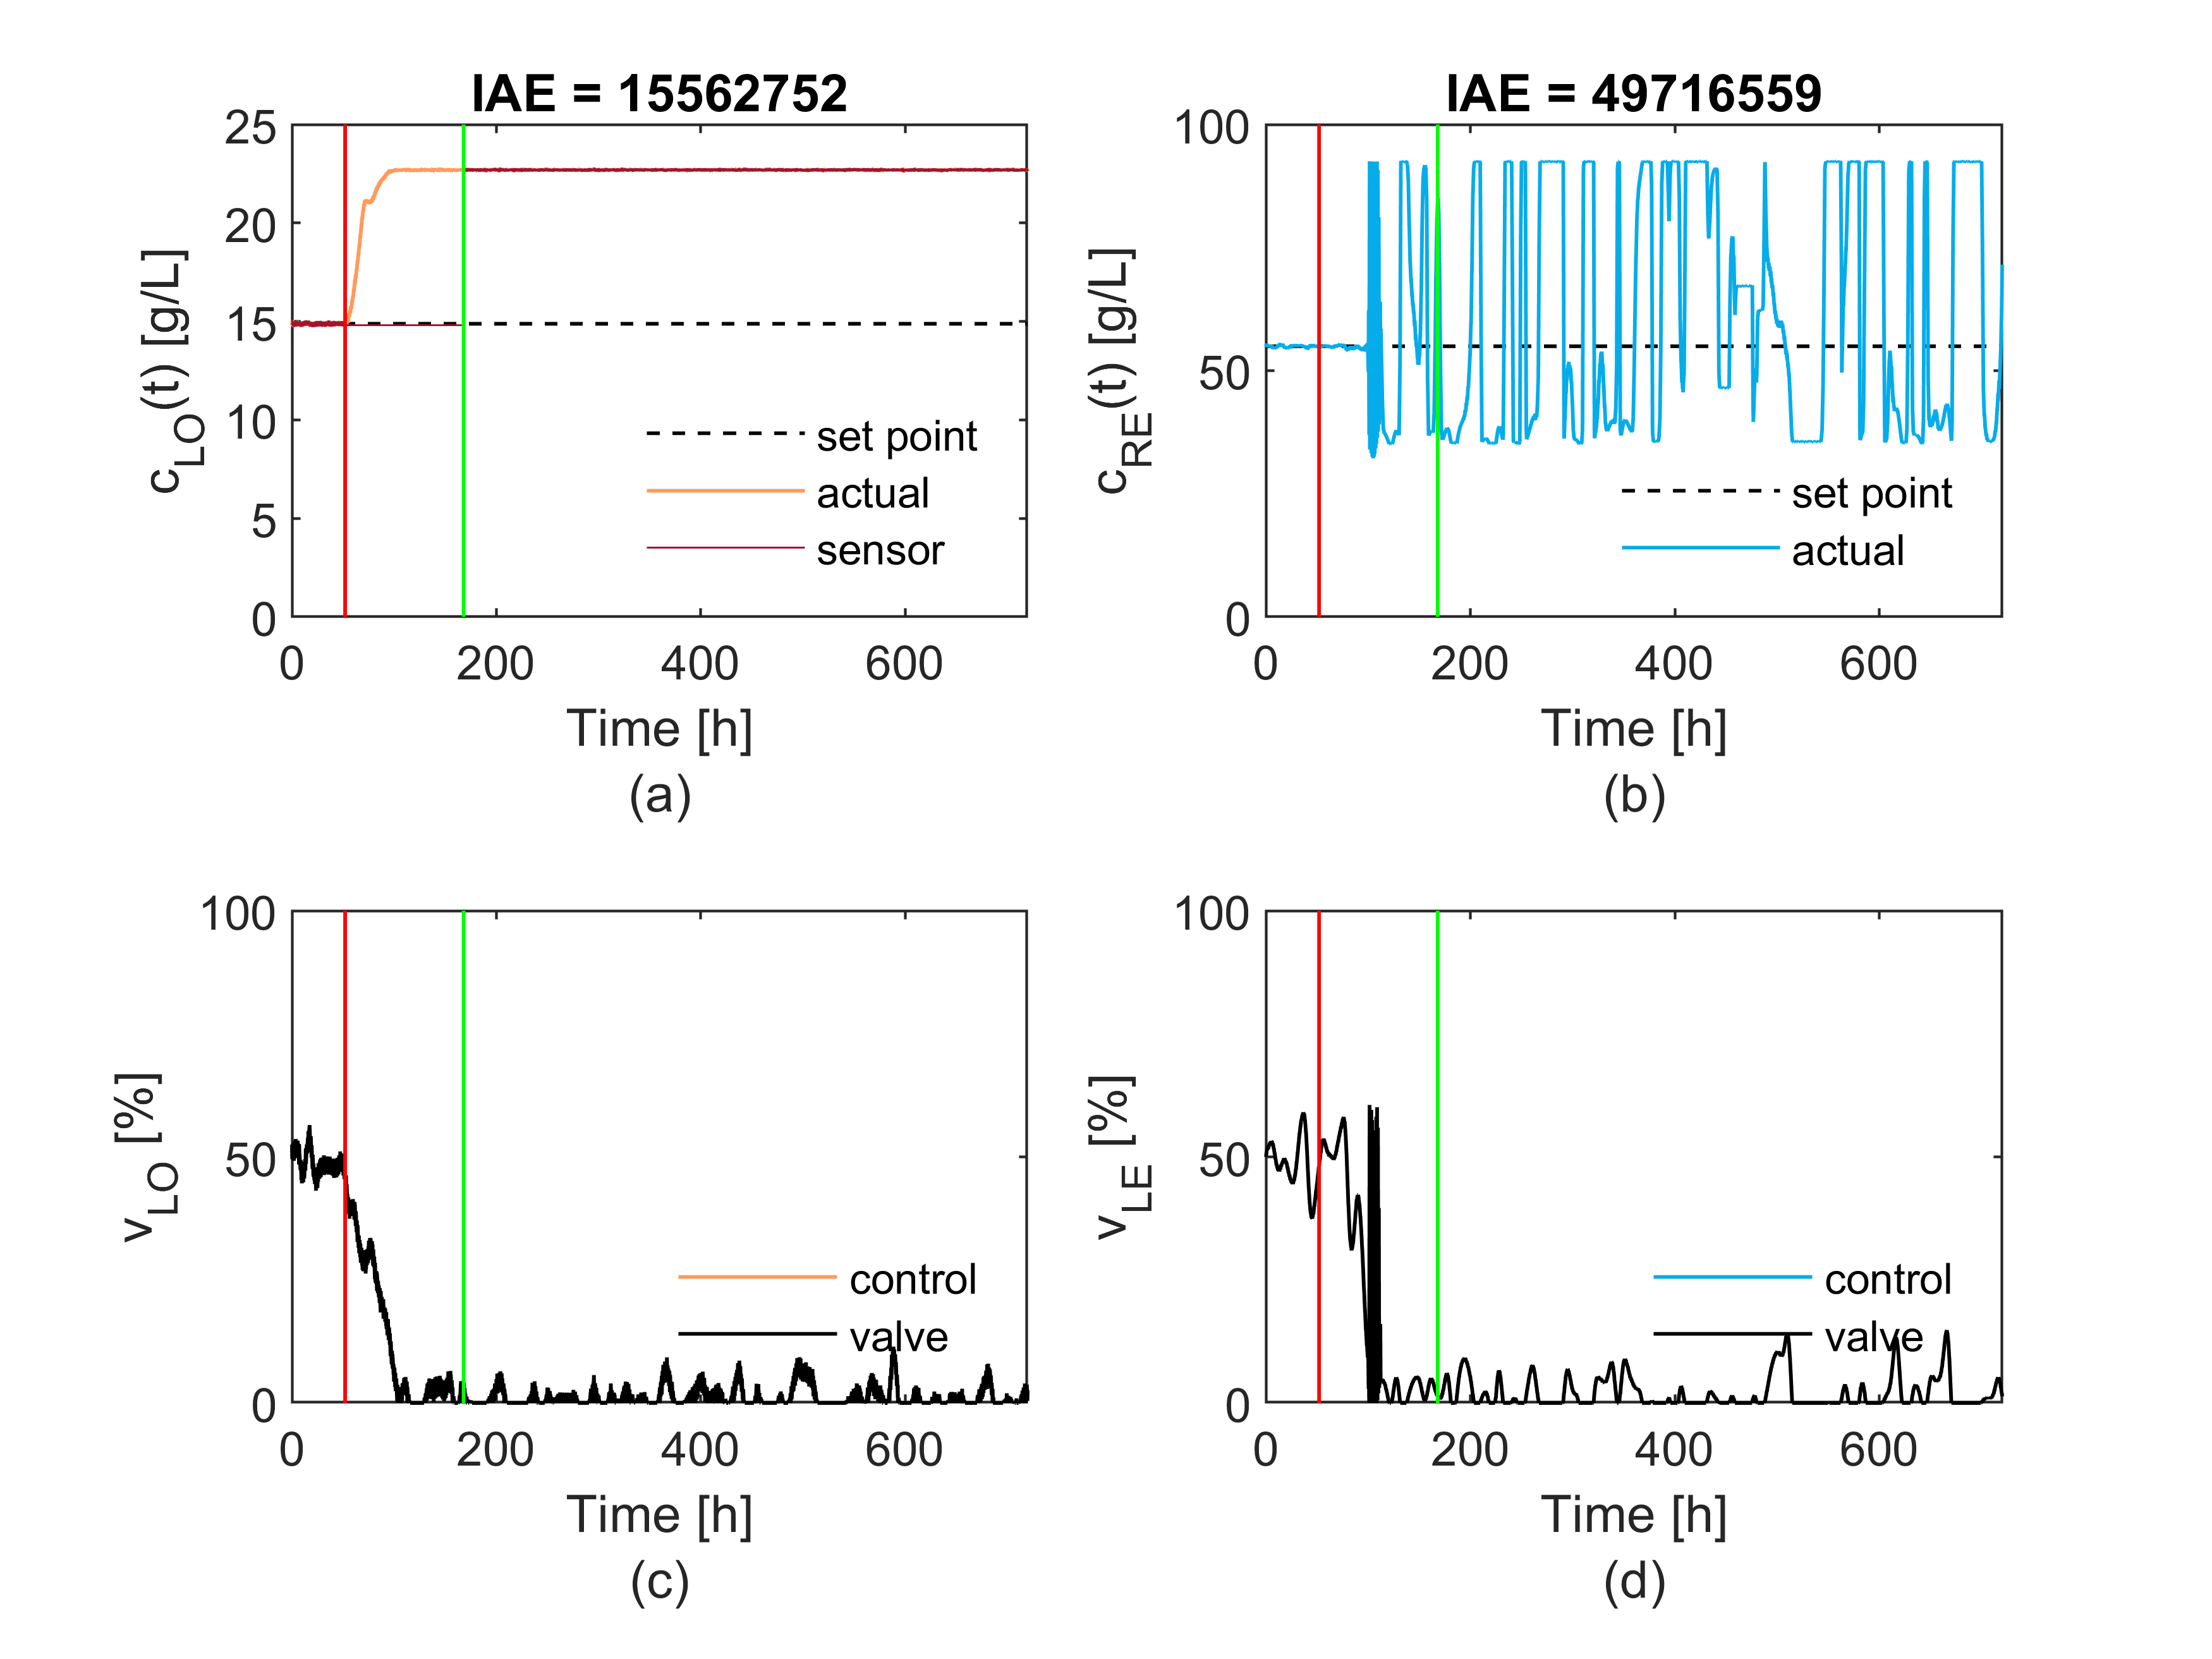 IAE = 15562752
25
20
15
10
5
0
c_LO(t) [g/L]
set point
actual
sensor
0 200 400 600
Time [h]
(a)
IAE = 49716559
100
50
0
c_RE(t) [g/L]
set point
actual
0 200 400 600
Time [h]
(b)
100
50
0
v_LO [%]
control
valve
0 200 400 600
Time [h]
(c)
100
50
0
v_LE [%]
control
valve
0 200 400 600
Time [h]
(d)